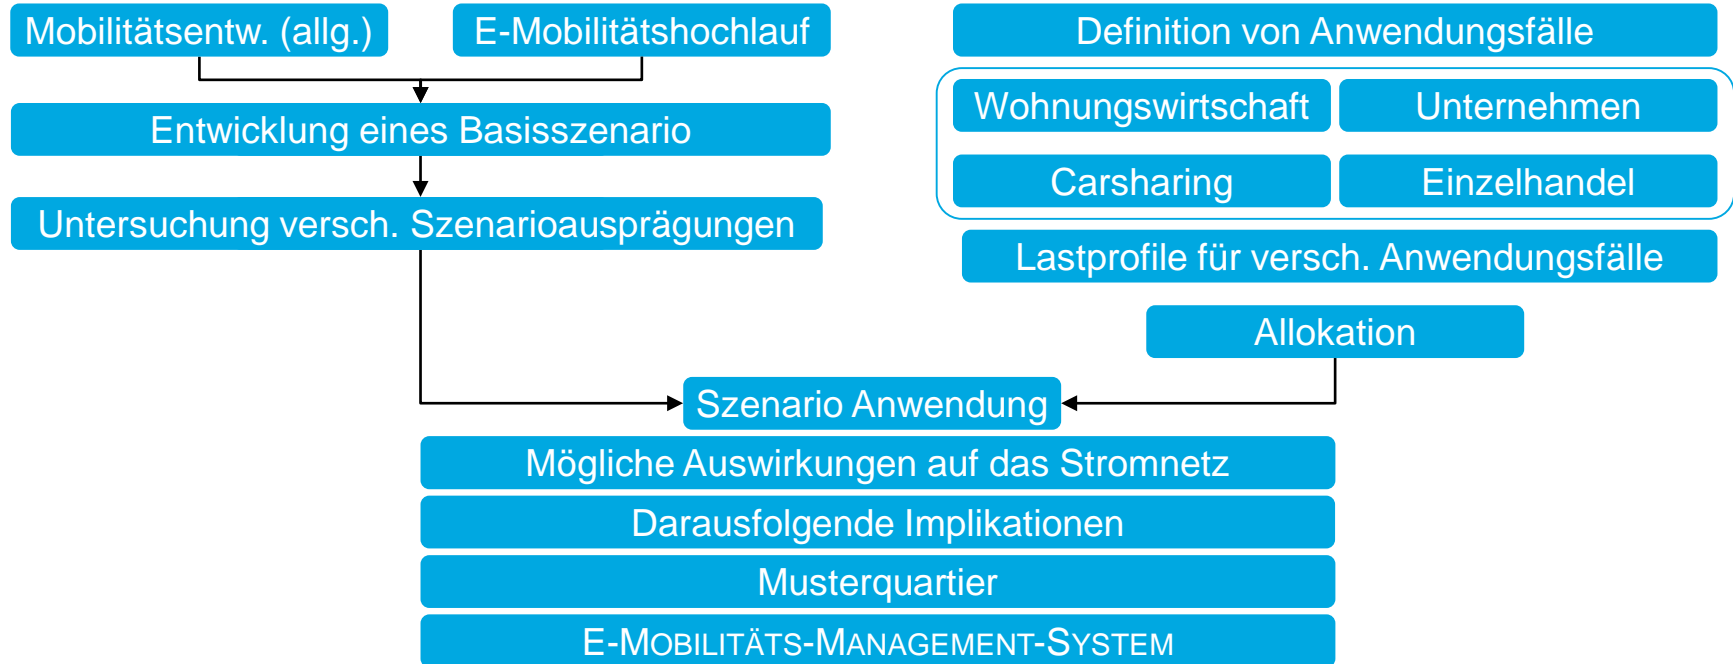 Mobilitätsentw. (allg.)
E-Mobilitätshochlauf
Entwicklung eines Basisszenario
Untersuchung versch. Szenarioausprägungen
Definition von Anwendungsfälle
Wohnungswirtschaft
Unternehmen
Carsharing
Einzelhandel
Lastprofile für versch. Anwendungsfälle
Allokation
Szenario Anwendung
Mögliche Auswirkungen auf das Stromnetz
Darausfolgende Implikationen
Musterquartier
E-MOBILITÄTS-MANAGEMENT-SYSTEM